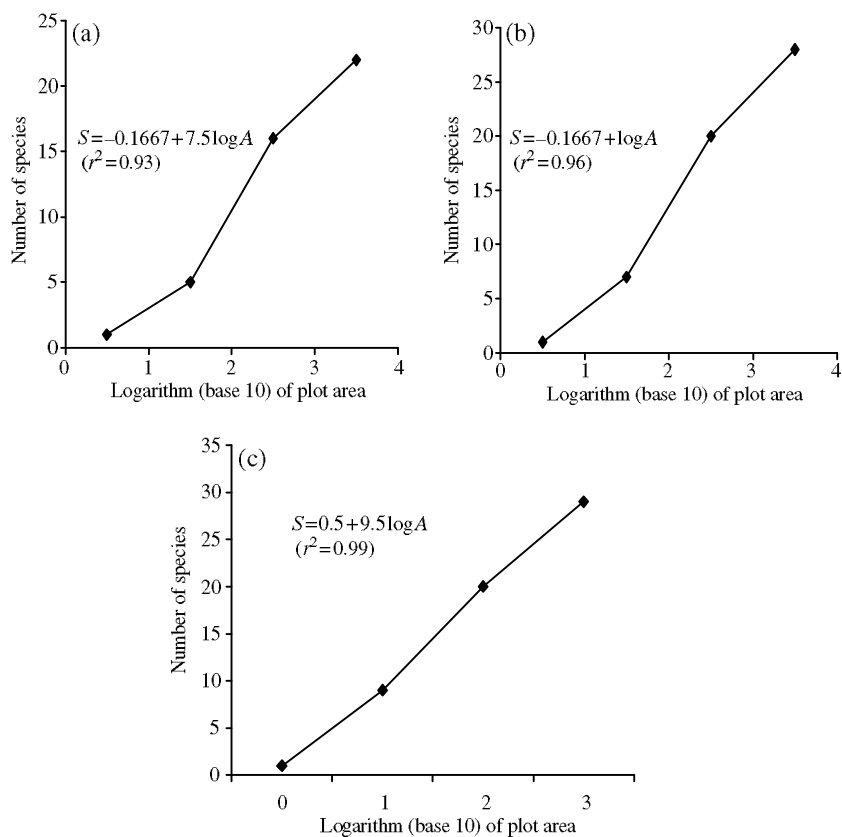 (a)
25
20
15
10
5
0
Number of species
S=–0.1667+7.5logA
(r²=0.93)
0 1 2 3 4
Logarithm (base 10) of plot area
(b)
30
25
20
15
10
5
0
Number of species
S=–0.1667+logA
(r²=0.96)
0 1 2 3 4
Logarithm (base 10) of plot area
(c)
35
30
25
20
15
10
5
0
Number of species
S=0.5+9.5logA
(r²=0.99)
0 1 2 3
Logarithm (base 10) of plot area